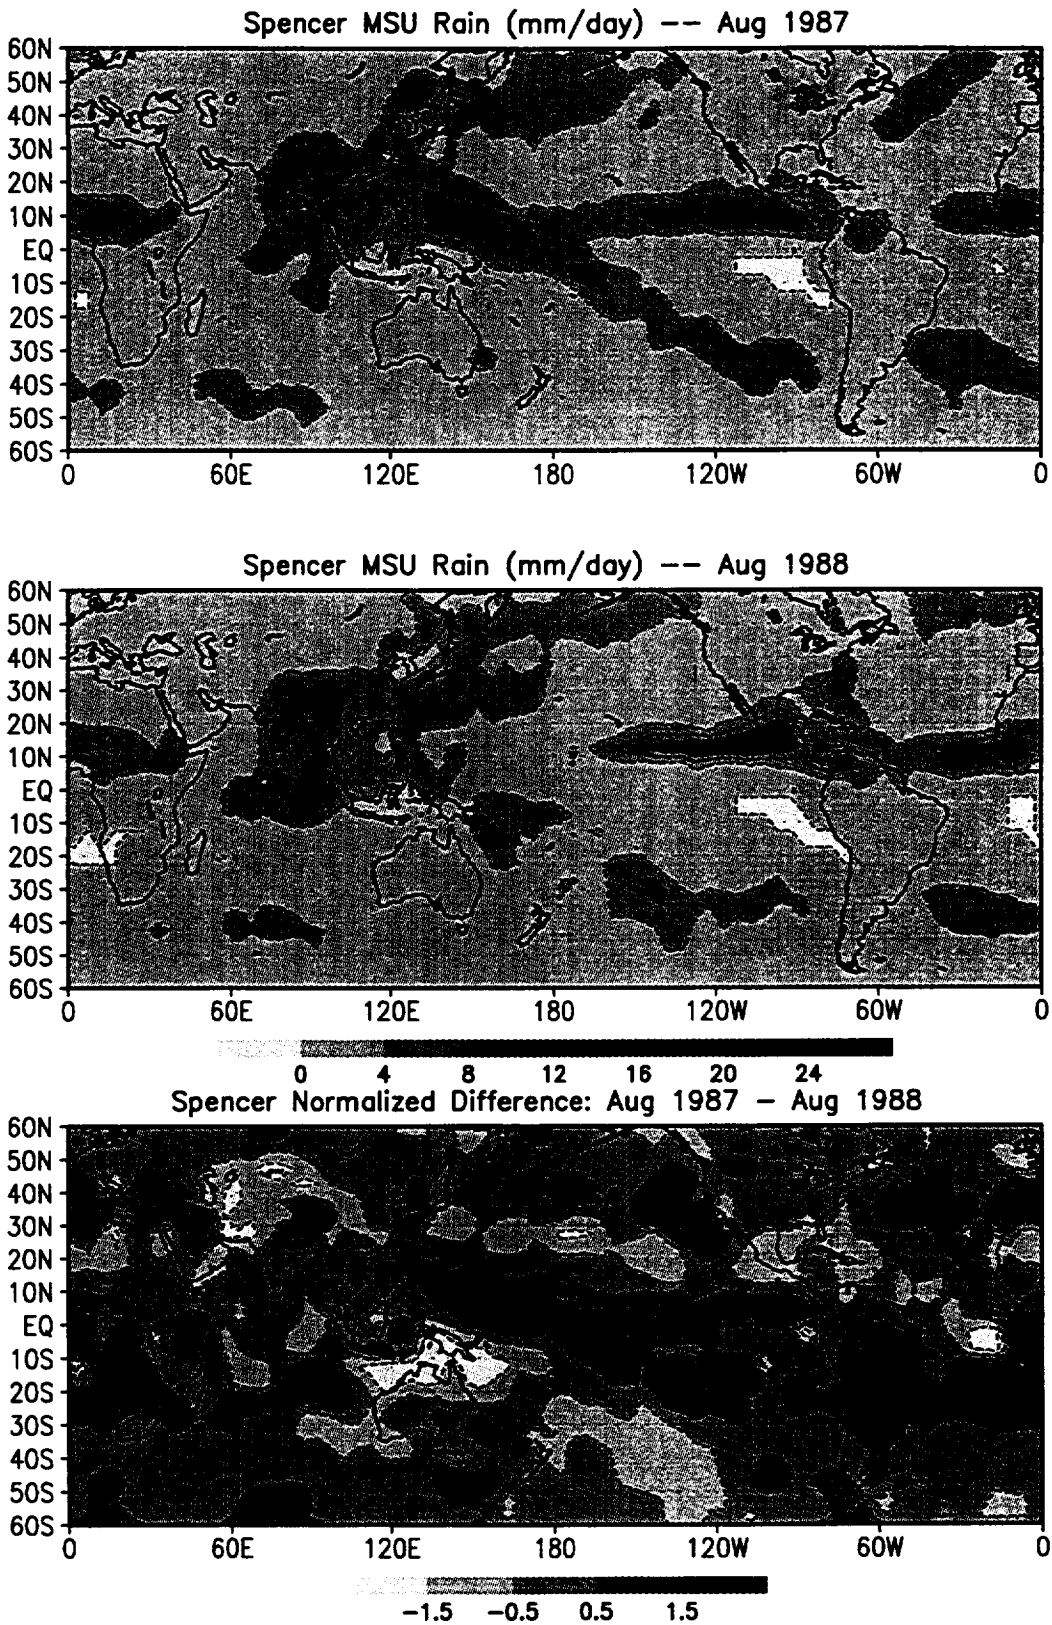 Spencer MSU Rain (mm/day) -- Aug 1987
60N
50N
40N
30N
20N
10N
EQ
10S
20S
30S
40S
50S
60S
0 60E 120E 180 120W 60W 0
Spencer MSU Rain (mm/day) -- Aug 1988
60N
50N
40N
30N
20N
10N
EQ
10S
20S
30S
40S
50S
60S
0 60E 120E 180 120W 60W 0
0 4 8 12 16 20 24
Spencer Normalized Difference: Aug 1987 - Aug 1988
60N
50N
40N
30N
20N
10N
EQ
10S
20S
30S
40S
50S
60S
0 60E 120E 180 120W 60W 0
-1.5 -0.5 0.5 1.5